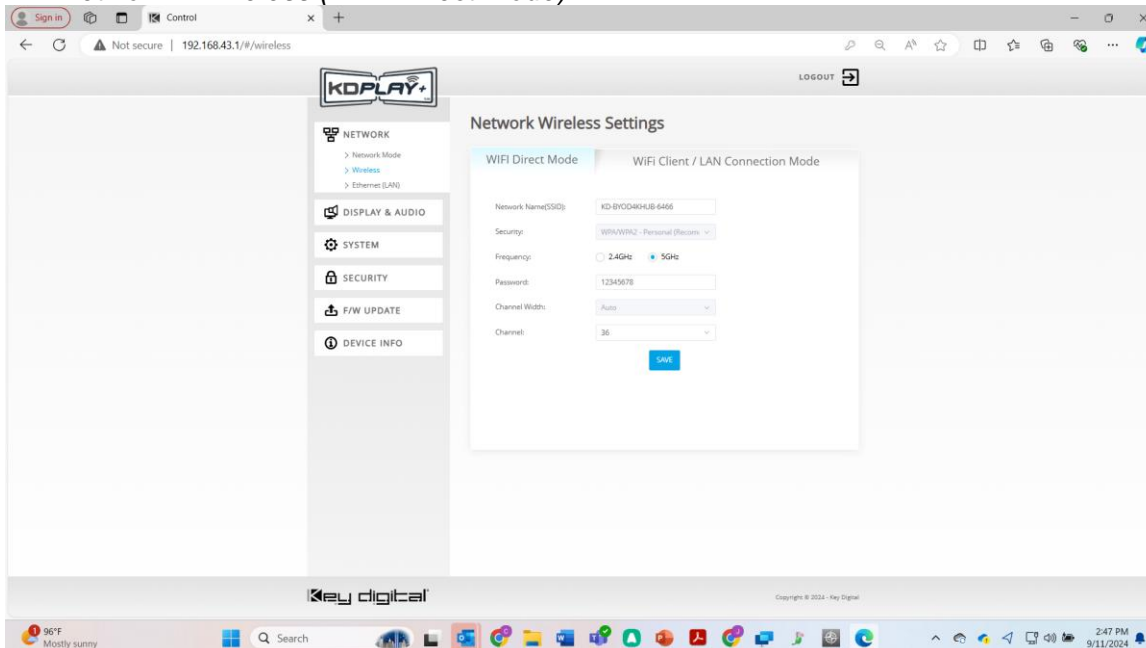 Sign in
Control
Not secure | 192.168.43.1/#/wireless
KDPLAY+
LOGOUT
NETWORK
> Network Mode
> Wireless
> Ethernet (LAN)
DISPLAY & AUDIO
SYSTEM
SECURITY
F/W UPDATE
DEVICE INFO
Network Wireless Settings
WIFI Direct Mode
WiFi Client / LAN Connection Mode
Network Name(SSID): KD-BYOD4KHUB-6466
Security: WPA/WPA2 - Personal (Recom
Frequency: 2.4GHz 5GHz
Password: 12345678
Channel Width: Auto
Channel: 36
SAVE
Key digital
Copyright © 2024 - Key Digital
96°F
Mostly sunny
Search
2:47 PM
9/11/2024